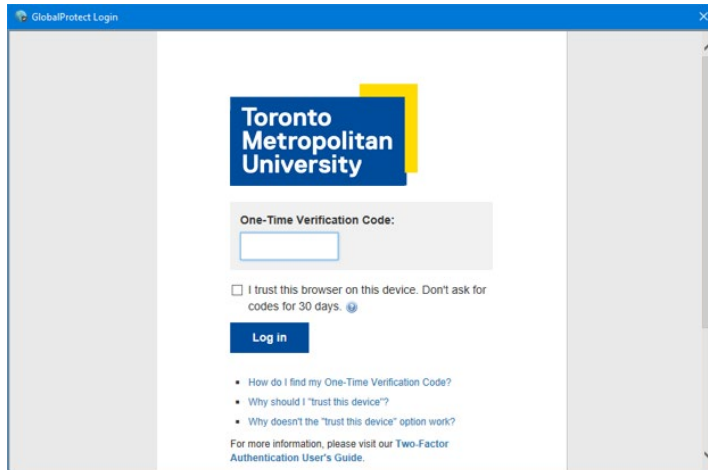 GlobalProtect Login
Toronto
Metropolitan
University
One-Time Verification Code:
I trust this browser on this device. Don't ask for
codes for 30 days.
Log in
How do I find my One-Time Verification Code?
Why should I "trust this device"?
Why doesn't the "trust this device" option work?
For more information, please visit our Two-Factor
Authentication User's Guide.